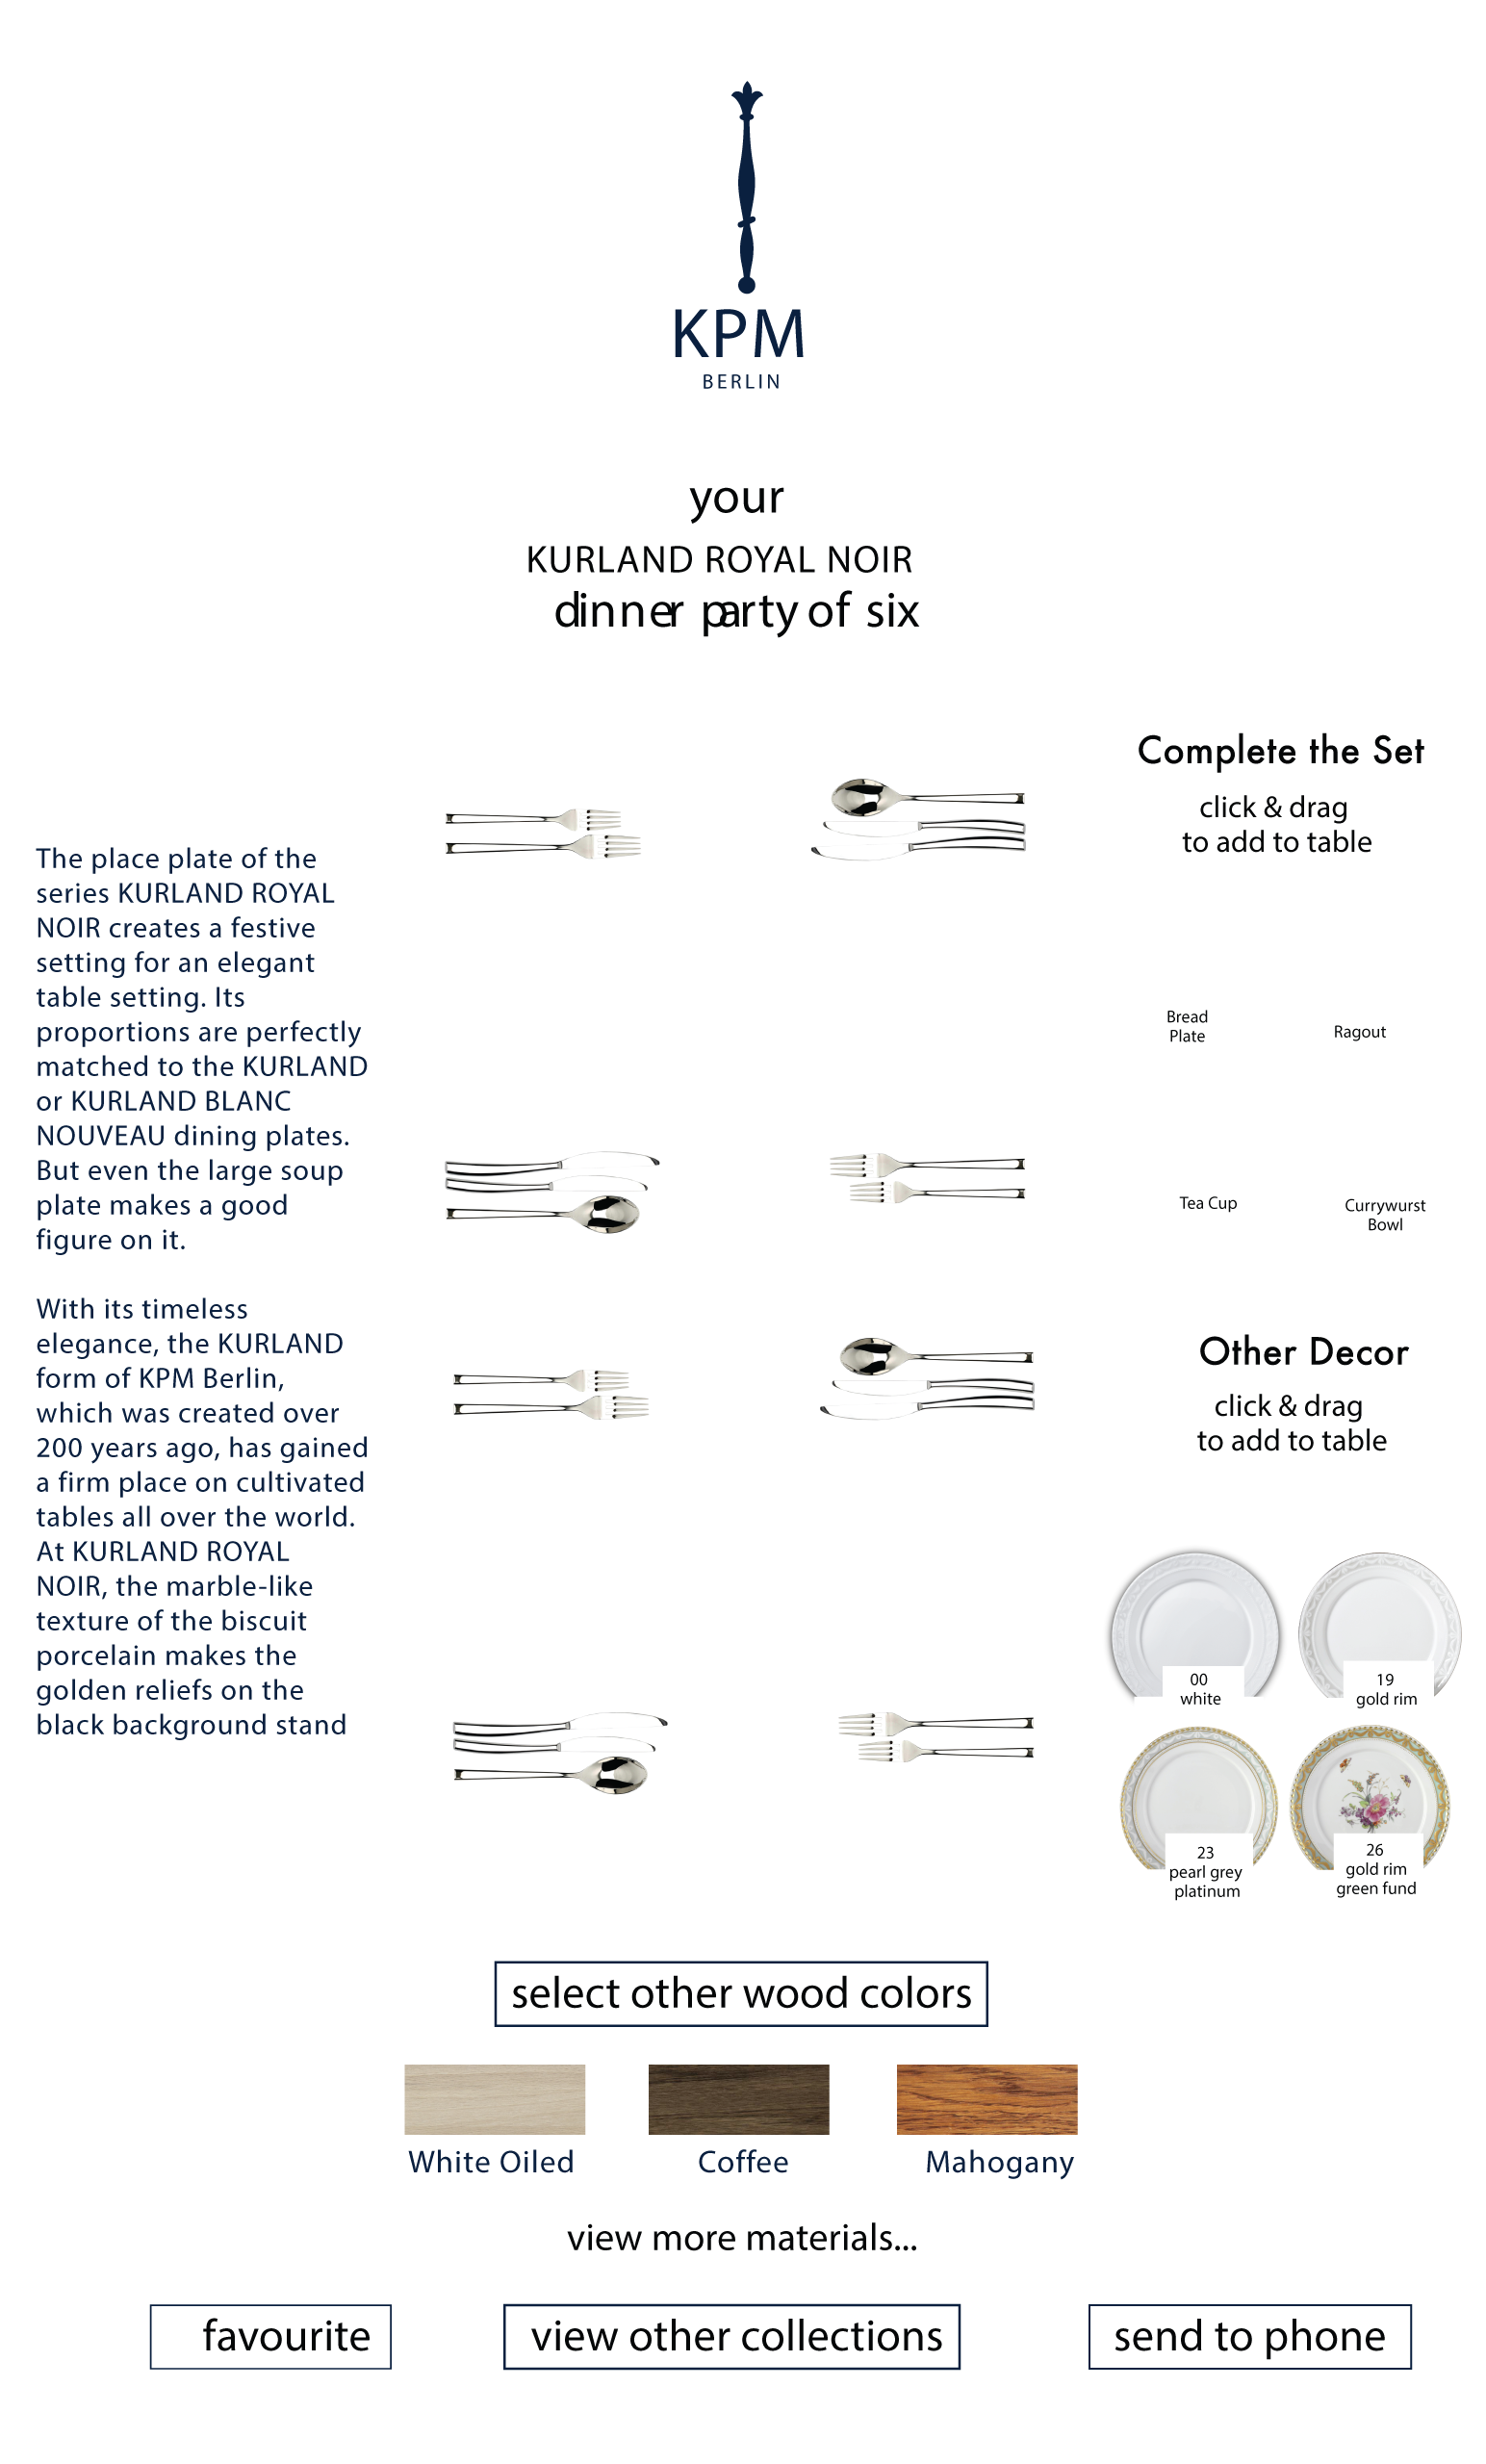 KPM
BERLIN
your
KURLAND ROYAL NOIR
dinner party of six
The place plate of the
series KURLAND ROYAL
NOIR creates a festive
setting for an elegant
table setting. Its
proportions are perfectly
matched to the KURLAND
or KURLAND BLANC
NOUVEAU dining plates.
But even the large soup
plate makes a good
figure on it.
With its timeless
elegance, the KURLAND
form of KPM Berlin,
which was created over
200 years ago, has gained
a firm place on cultivated
tables all over the world.
At KURLAND ROYAL
NOIR, the marble-like
texture of the biscuit
porcelain makes the
golden reliefs on the
black background stand
Complete the Set
click & drag
to add to table
Bread
Plate
Ragout
Tea Cup
Currywurst
Bowl
Other Decor
click & drag
to add to table
00
white
19
gold rim
23
pearl grey
platinum
26
gold rim
green fund
select other wood colors
White Oiled
Coffee
Mahogany
view more materials...
favourite
view other collections
send to phone